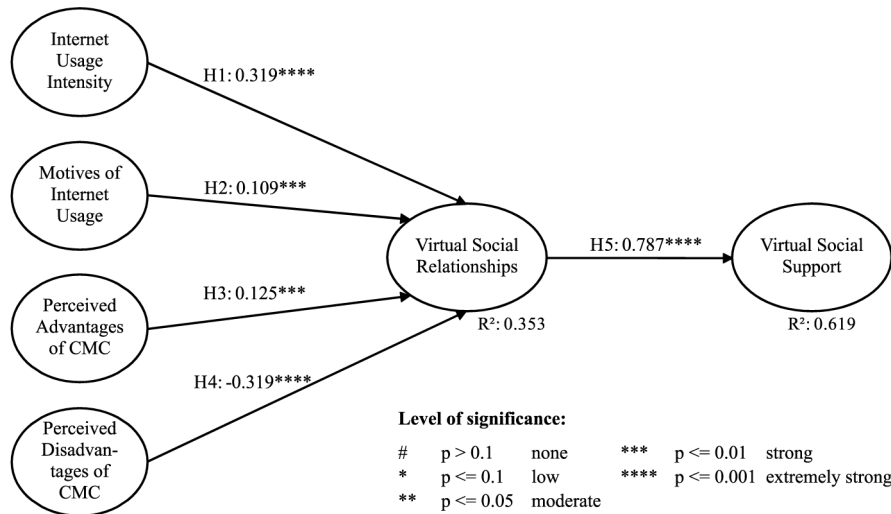 Internet
Usage
Intensity
H1: 0.319****
Motives of
Internet
Usage
H2: 0.109***
Virtual Social
Relationships
H5: 0.787****
Virtual Social
Support
Perceived
Advantages
of CMC
H3: 0.125***
R²: 0.353
R²: 0.619
H4: -0.319****
Perceived
Disadvan-
tages of
CMC
Level of significance:
# p > 0.1 none *** p <= 0.01 strong
* p <= 0.1 low **** p <= 0.001 extremely strong
** p <= 0.05 moderate